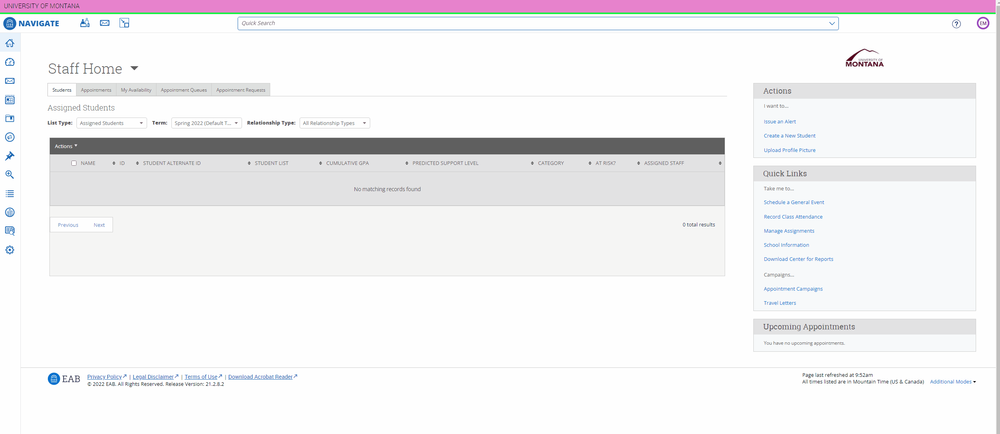 UNIVERSITY OF MONTANA
NAVIGATE
Quick Search
?
EM
Staff Home
UNIVERSITY OF
MONTANA
Students
Appointments
My Availability
Appointment Queues
Appointment Requests
Assigned Students
List Type:
Assigned Students
Term:
Spring 2022 (Default T...
Relationship Type:
All Relationship Types
Actions
NAME
ID
STUDENT ALTERNATE ID
STUDENT LIST
CUMULATIVE GPA
PREDICTED SUPPORT LEVEL
CATEGORY
AT RISK?
ASSIGNED STAFF
No matching records found
Previous
Next
0 total results
Actions
I want to...
Issue an Alert
Create a New Student
Upload Profile Picture
Quick Links
Take me to...
Schedule a General Event
Record Class Attendance
Manage Assignments
School Information
Download Center for Reports
Campaigns...
Appointment Campaigns
Travel Letters
Upcoming Appointments
You have no upcoming appointments.
EAB
Privacy Policy | Legal Disclaimer | Terms of Use | Download Acrobat Reader
© 2022 EAB. All Rights Reserved. Release Version: 21.2.8.2
Page last refreshed at 9:52am
All times listed are in Mountain Time (US & Canada)
Additional Modes